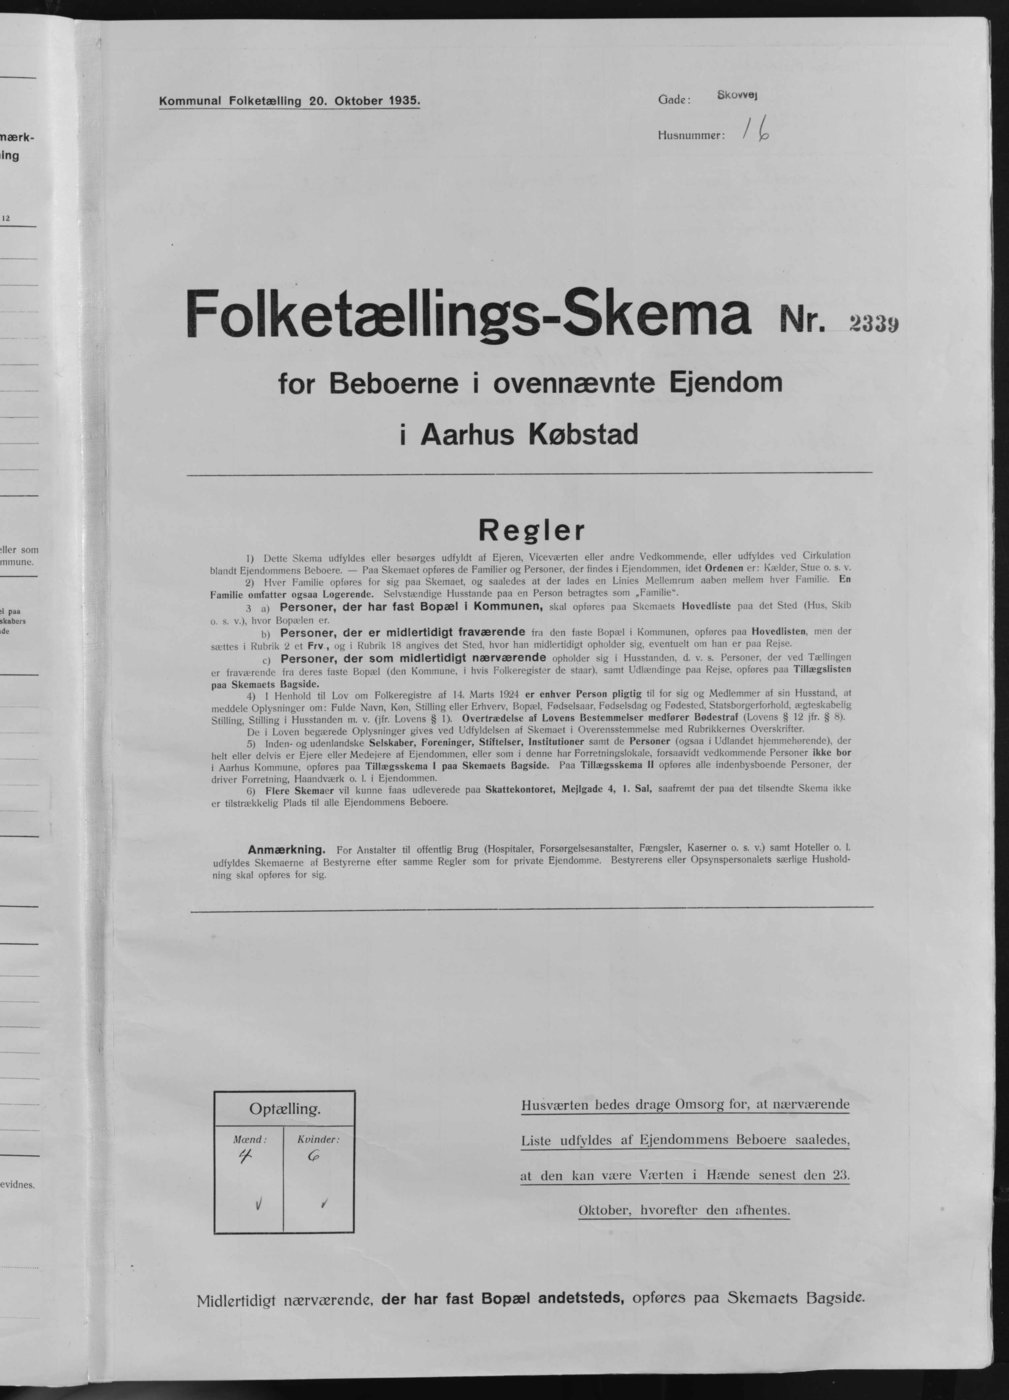 mærk-
ing
12
eller som
mmune.
el paa
skabers
de
evidnes.
Kommunal Folketælling 20. Oktober 1935.
Gade: Skovvej
Husnummer: 16
Folketællings-Skema Nr. 2339
for Beboerne i ovennævnte Ejendom
i Aarhus Købstad
Regler
1) Dette Skema udfyldes eller besørges udfyldt af Ejeren, Viceværten eller andre Vedkommende, eller udfyldes ved Cirkulation
blandt Ejendommens Beboere. — Paa Skemaet opføres de Familier og Personer, der findes i Ejendommen, idet Ordenen er: Kælder, Stue o. s. v.
2) Hver Familie opføres for sig paa Skemaet, og saaledes at der lades en Linies Mellemrum aaben mellem hver Familie. En
Familie omfatter ogsaa Logerende. Selvstændige Husstande paa en Person betragtes som „Familie“.
3 a) Personer, der har fast Bopæl i Kommunen, skal opføres paa Skemaets Hovedliste paa det Sted (Hus, Skib
o. s. v.), hvor Bopælen er.
b) Personer, der er midlertidigt fraværende fra den faste Bopæl i Kommunen, opføres paa Hovedlisten, men der
sættes i Rubrik 2 et Frv., og i Rubrik 18 angives det Sted, hvor han midlertidigt opholder sig, eventuelt om han er paa Rejse.
c) Personer, der som midlertidigt nærværende opholder sig i Husstanden, d. v. s. Personer, der ved Tællingen
er fraværende fra deres faste Bopæl (den Kommune, i hvis Folkeregister de staar), samt Udlændinge paa Rejse, opføres paa Tillægslisten
paa Skemaets Bagside.
4) I Henhold til Lov om Folkeregistre af 14. Marts 1924 er enhver Person pligtig til for sig og Medlemmer af sin Husstand, at
meddele Oplysninger om: Fulde Navn, Køn, Stilling eller Erhverv, Bopæl, Fødselsaar, Fødselsdag og Fødested, Statsborgerforhold, ægteskabelig
Stilling, Stilling i Husstanden m. v. (jfr. Lovens § 1). Overtrædelse af Lovens Bestemmelser medfører Bødestraf (Lovens § 12 jfr. § 8).
De i Loven begærede Oplysninger gives ved Udfyldelsen af Skemaet i Overensstemmelse med Rubrikkernes Overskrifter.
5) Inden- og udenlandske Selskaber, Foreninger, Stiftelser, Institutioner samt de Personer (ogsaa i Udlandet hjemmehørende), der
helt eller delvis er Ejere eller Medejere af Ejendommen, eller som i denne har Forretningslokale, forsaavidt vedkommende Personer ikke bor
i Aarhus Kommune, opføres paa Tillægsskema I paa Skemaets Bagside. Paa Tillægsskema II opføres alle indenbysboende Personer, der
driver Forretning, Haandværk o. l. i Ejendommen.
6) Flere Skemaer vil kunne faas udleverede paa Skattekontoret, Mejlgade 4, 1. Sal, saafremt der paa det tilsendte Skema ikke
er tilstrækkelig Plads til alle Ejendommens Beboere.
Anmærkning. For Anstalter til offentlig Brug (Hospitaler, Forsørgelsesanstalter, Fængsler, Kaserner o. s. v.) samt Hoteller o. l.
udfyldes Skemaerne af Bestyrerne efter samme Regler som for private Ejendomme. Bestyrerens eller Opsynspersonalets særlige Hushold-
ning skal opføres for sig.
Optælling.
Mænd: Kvinder:
4 6
Husværten bedes drage Omsorg for, at nærværende
Liste udfyldes af Ejendommens Beboere saaledes,
at den kan være Værten i Hænde senest den 23.
Oktober, hvorefter den afhentes.
Midlertidigt nærværende, der har fast Bopæl andetsteds, opføres paa Skemaets Bagside.